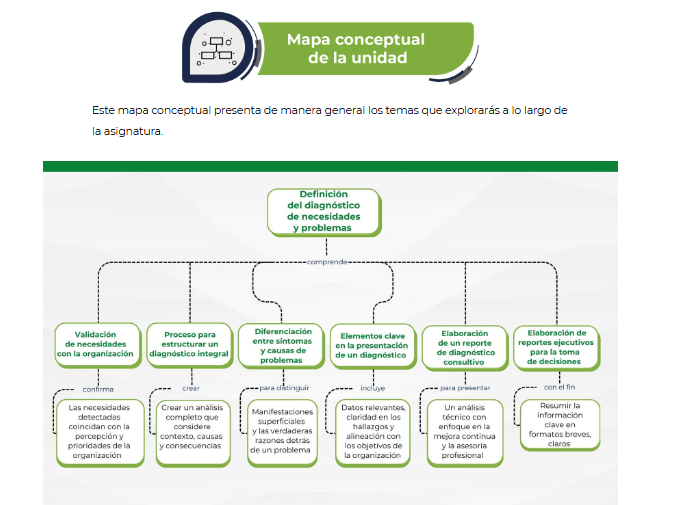 Mapa conceptual
de la unidad
Este mapa conceptual presenta de manera general los temas que explorarás a lo largo de
la asignatura.
Definición
del diagnóstico
de necesidades
y problemas
comprende
Validación
de necesidades
con la organización
Proceso para
estructurar un
diagnóstico integral
Diferenciación
entre síntomas
y causas de
problemas
Elementos clave
en la presentación
de un diagnóstico
Elaboración
de un reporte
de diagnóstico
consultivo
Elaboración de
reportes ejecutivos
para la toma
de decisiones
confirma
crear
para distinguir
incluye
para presentar
con el fin
Las necesidades
detectadas
coincidan con la
percepción y
prioridades de la
organización
Crear un análisis
completo que
considere
contexto, causas
y consecuencias
Manifestaciones
superficiales
y las verdaderas
razones detrás
de un problema
Datos relevantes,
claridad en los
hallazgos y
alineación con
los objetivos de
la organización
Un análisis
técnico con
enfoque en la
mejora continua
y la asesoría
profesional
Resumir la
información
clave en
formatos breves,
claros